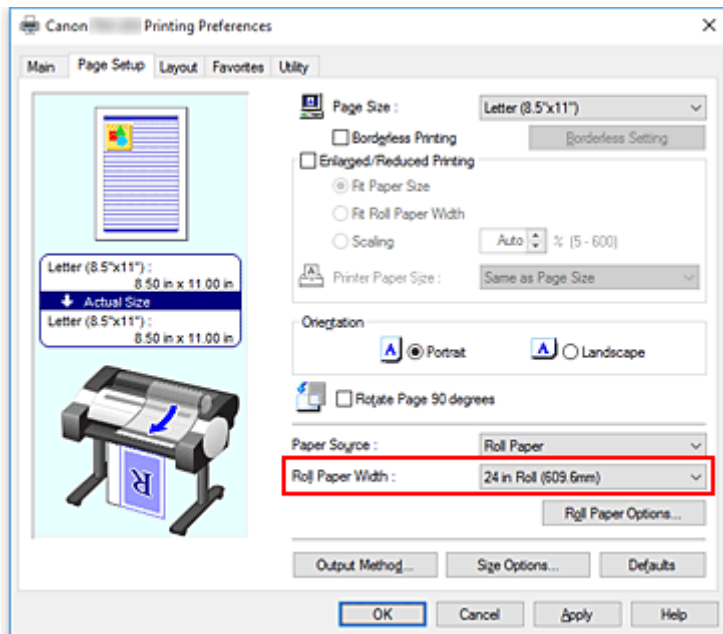 Canon Printing Preferences
Main Page Setup Layout Favorites Utility
Page Size : Letter (8.5"x11")
Borderless Printing Borderless Setting
Enlarged/Reduced Printing
Fit Paper Size
Fit Roll Paper Width
Scaling Auto % (5 - 600)
Printer Paper Size : Same as Page Size
Letter (8.5"x11") :
8.50 in x 11.00 in
Actual Size
Letter (8.5"x11") :
8.50 in x 11.00 in
Orientation
A Portrait A Landscape
Rotate Page 90 degrees
Paper Source : Roll Paper
Roll Paper Width : 24 in Roll (609.6mm)
R
Roll Paper Options...
Output Method... Size Options... Defaults
OK Cancel Apply Help